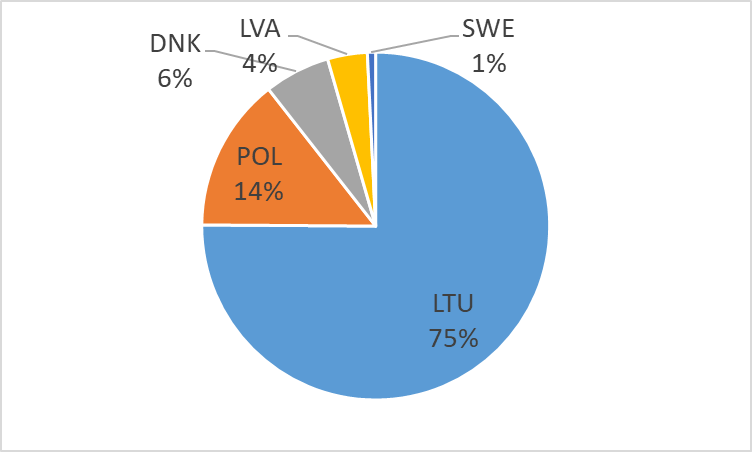 DNK
6%
LVA
4%
SWE
1%
POL
14%
LTU
75%